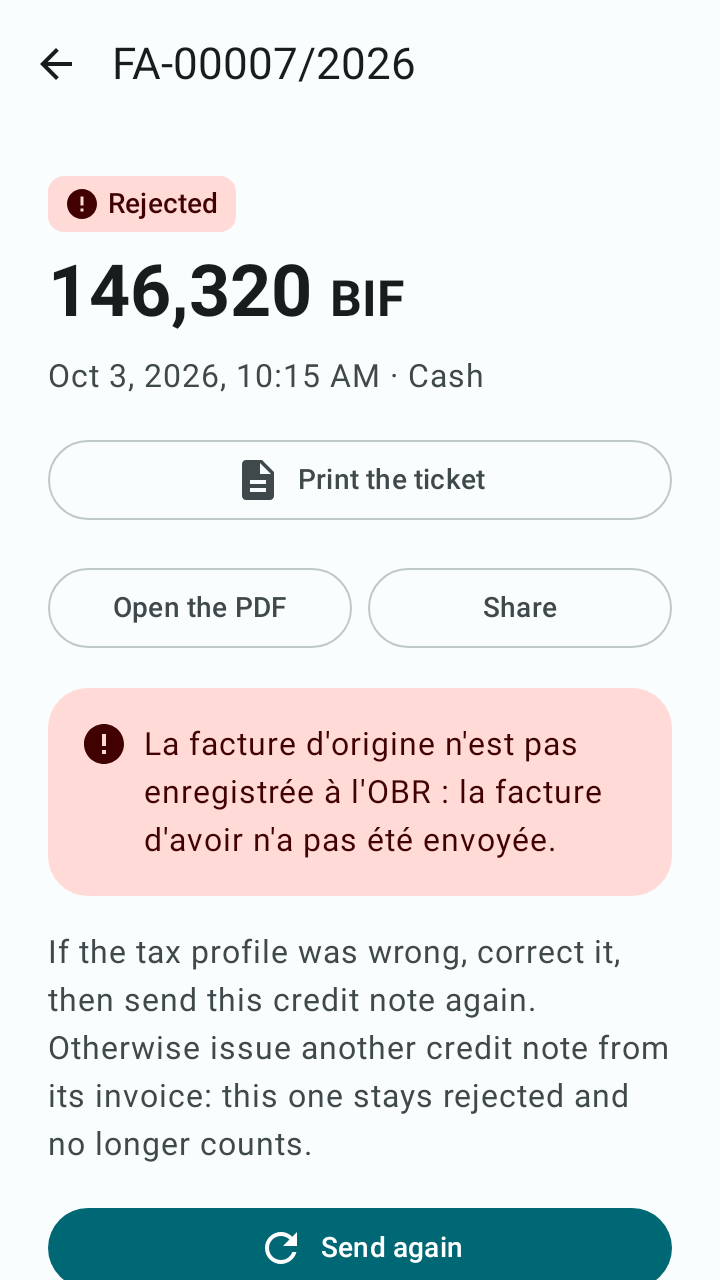 FA-00007/2026
Rejected
146,320 BIF
Oct 3, 2026, 10:15 AM · Cash
Print the ticket
Open the PDF
Share
La facture d'origine n'est pas
enregistrée à l'OBR : la facture
d'avoir n'a pas été envoyée.
If the tax profile was wrong, correct it,
then send this credit note again.
Otherwise issue another credit note from
its invoice: this one stays rejected and
no longer counts.
Send again